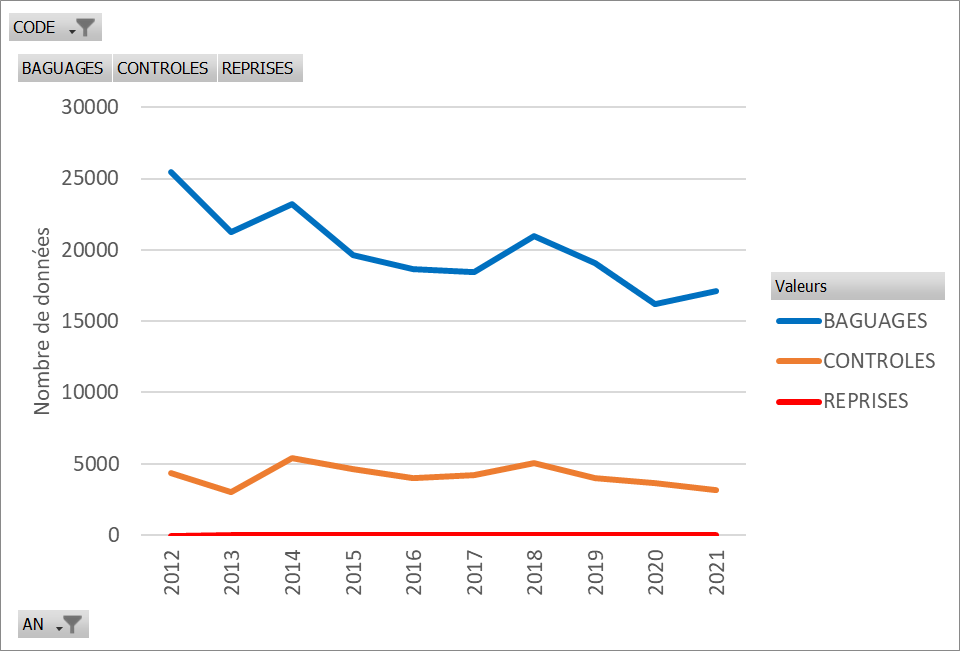 CODE
BAGUAGES CONTROLES REPRISES
30000
25000
20000
15000
10000
5000
0
Nombre de données
2012 2013 2014 2015 2016 2017 2018 2019 2020 2021
Valeurs
BAGUAGES
CONTROLES
REPRISES
AN